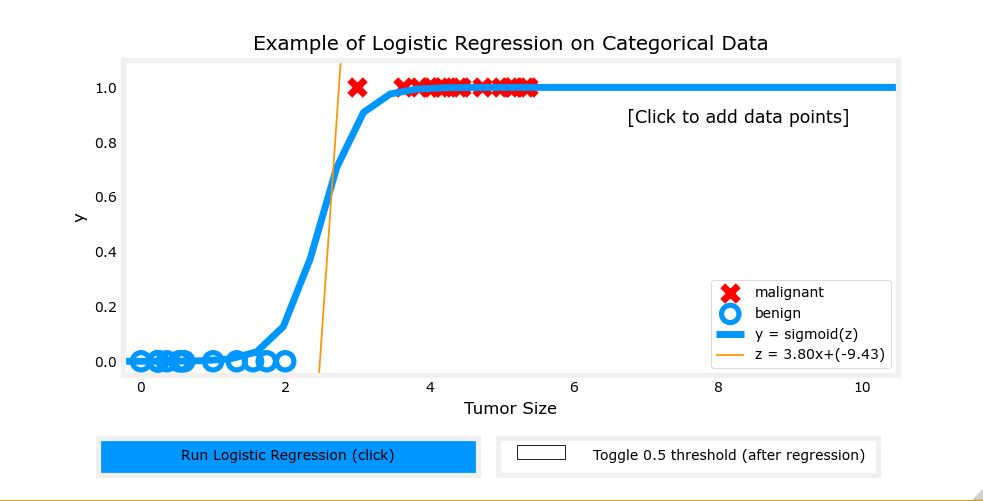 Example of Logistic Regression on Categorical Data
1.0
0.8
0.6
0.4
0.2
0.0
y
[Click to add data points]
malignant
benign
y = sigmoid(z)
z = 3.80x+(-9.43)
0 2 4 6 8 10
Tumor Size
Run Logistic Regression (click)
Toggle 0.5 threshold (after regression)